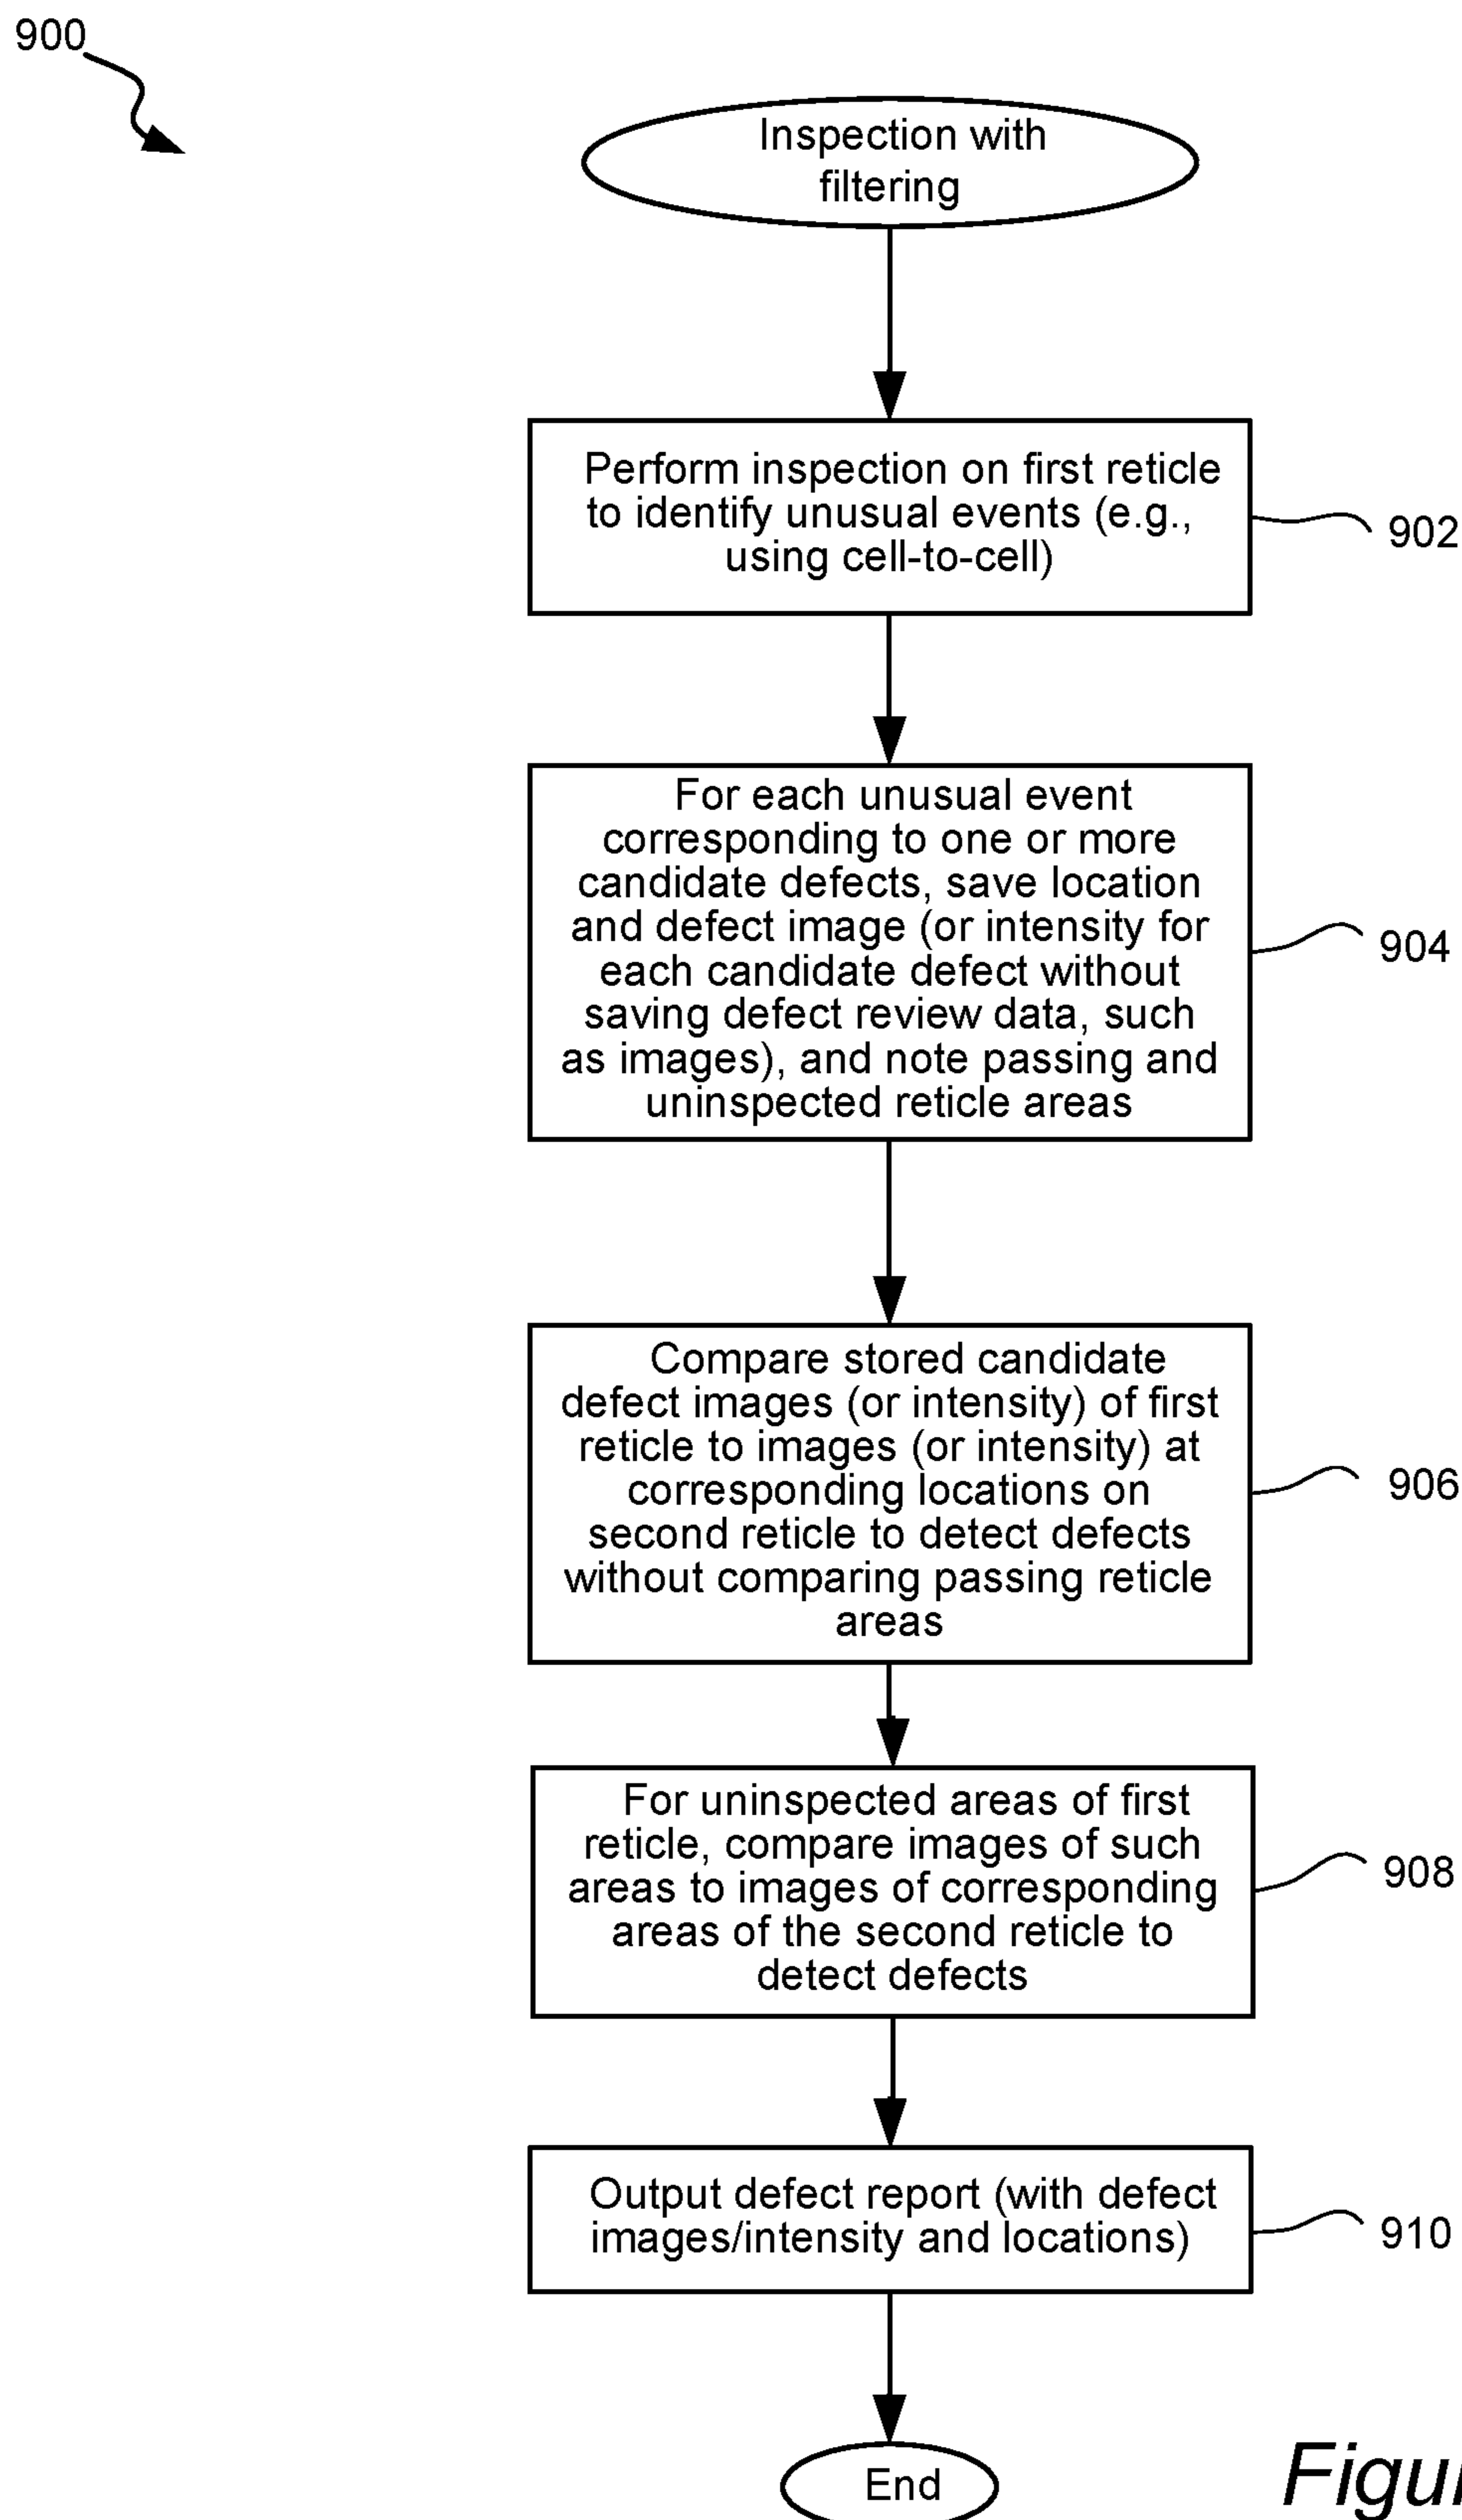 900
Inspection with
filtering
Perform inspection on first reticle
to identify unusual events (e.g.,
using cell-to-cell)
902
For each unusual event
corresponding to one or more
candidate defects, save location
and defect image (or intensity for
each candidate defect without
saving defect review data, such
as images), and note passing and
uninspected reticle areas
904
Compare stored candidate
defect images (or intensity) of first
reticle to images (or intensity) at
corresponding locations on
second reticle to detect defects
without comparing passing reticle
areas
906
For uninspected areas of first
reticle, compare images of such
areas to images of corresponding
areas of the second reticle to
detect defects
908
Output defect report (with defect
images/intensity and locations)
910
End